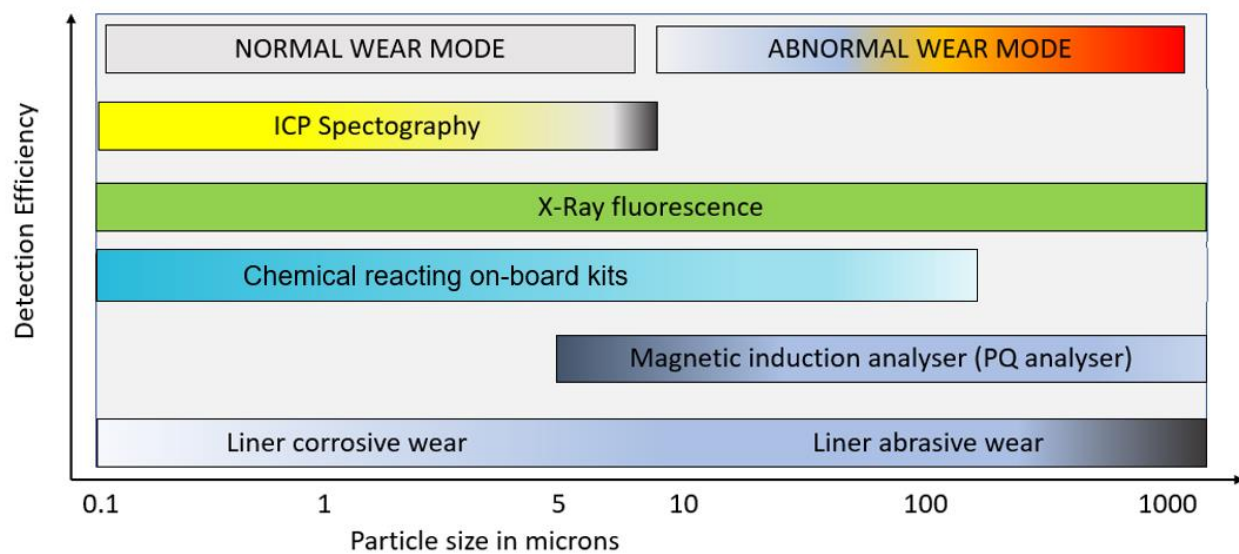 NORMAL WEAR MODE
ABNORMAL WEAR MODE
ICP Spectography
X-Ray fluorescence
Chemical reacting on-board kits
Magnetic induction analyser (PQ analyser)
Liner corrosive wear
Liner abrasive wear
Detection Efficiency
0.1 1 5 10 100 1000
Particle size in microns